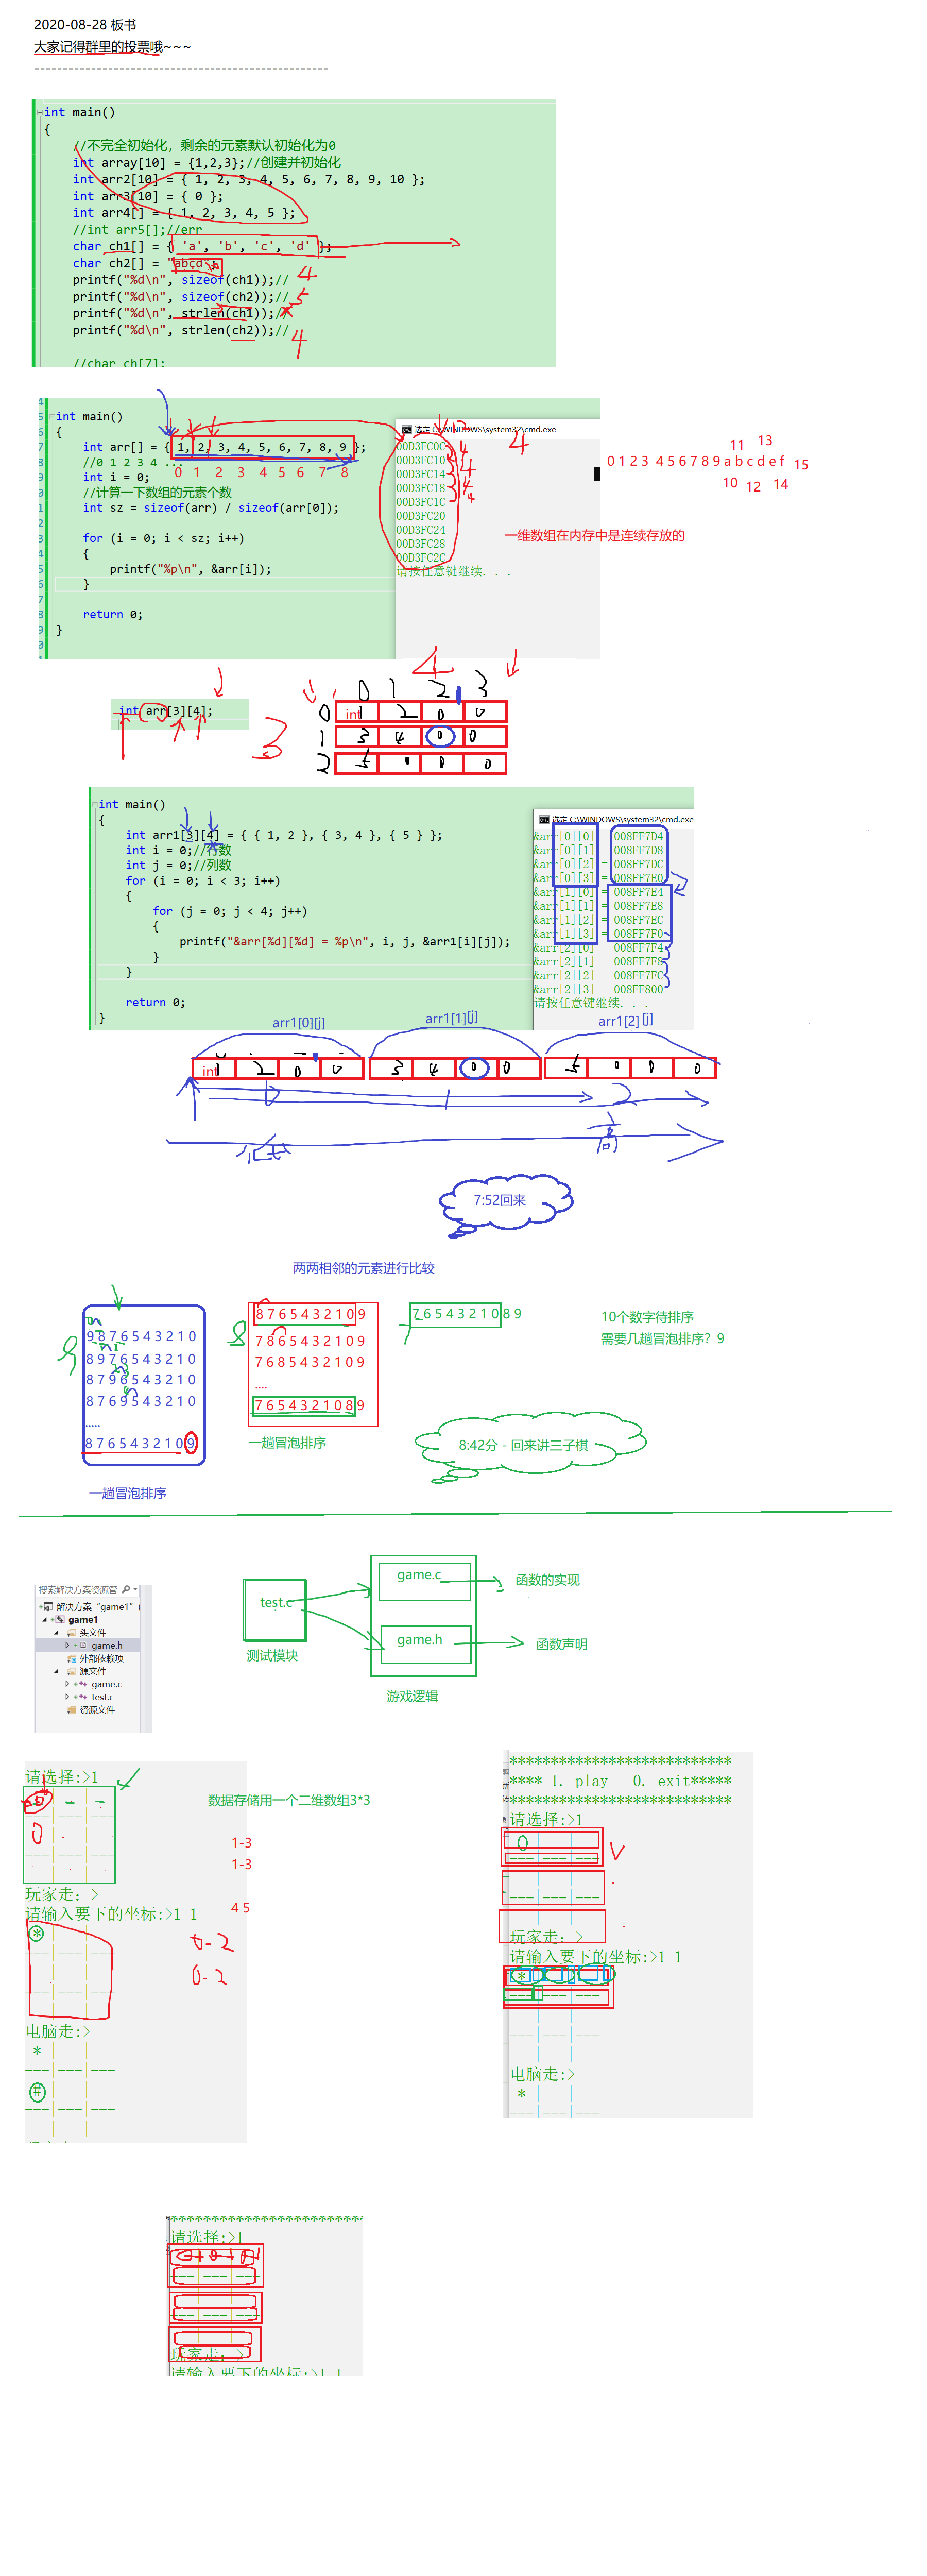 2020-08-28 板书
大家记得群里的投票哦~~~
----------------------------------------------------
int main()
{
//不完全初始化，剩余的元素默认初始化为0
int array[10] = {1,2,3};//创建并初始化
int arr2[10] = { 1, 2, 3, 4, 5, 6, 7, 8, 9, 10 };
int arr3[10] = { 0 };
int arr4[] = { 1, 2, 3, 4, 5 };
//int arr5[];//err
char ch1[] = { 'a', 'b', 'c', 'd' };
char ch2[] = "abcd";
printf("%d\n", sizeof(ch1));// 4
printf("%d\n", sizeof(ch2));// 5
printf("%d\n", strlen(ch1));//
printf("%d\n", strlen(ch2));// 4
//char ch[7];
int main()
{
int arr[] = { 1, 2, 3, 4, 5, 6, 7, 8, 9 };
//0 1 2 3 4 ...
0 1 2 3 4 5 6 7 8
int i = 0;
//计算一下数组的元素个数
int sz = sizeof(arr) / sizeof(arr[0]);
for (i = 0; i < sz; i++)
{
printf("%p\n", &arr[i]);
}
return 0;
}
选定 C:\WINDOWS\system32\cmd.exe
00D3FC0C
00D3FC10
00D3FC14
00D3FC18
00D3FC1C
00D3FC20
00D3FC24
00D3FC28
00D3FC2C
请按任意键继续. . .
4
4
4
4
4
11 13
0 1 2 3 4 5 6 7 8 9 a b c d e f 15
10 12 14
一维数组在内存中是连续存放的
int arr[3][4];
3
4
0 1 2 3
0 int 1 2 0 0
1 3 4 0 0
2 5 0 0 0
int main()
{
int arr1[3][4] = { { 1, 2 }, { 3, 4 }, { 5 } };
int i = 0;//行数
int j = 0;//列数
for (i = 0; i < 3; i++)
{
for (j = 0; j < 4; j++)
{
printf("&arr[%d][%d] = %p\n", i, j, &arr1[i][j]);
}
}
return 0;
}
选定 C:\WINDOWS\system32\cmd.exe
&arr[0][0] = 008FF7D4
&arr[0][1] = 008FF7D8
&arr[0][2] = 008FF7DC
&arr[0][3] = 008FF7E0
&arr[1][0] = 008FF7E4
&arr[1][1] = 008FF7E8
&arr[1][2] = 008FF7EC
&arr[1][3] = 008FF7F0
&arr[2][0] = 008FF7F4
&arr[2][1] = 008FF7F8
&arr[2][2] = 008FF7FC
&arr[2][3] = 008FF800
请按任意键继续. . .
arr1[0][j] arr1[1][j] arr1[2][j]
int 1 2 0 0 3 4 0 0 5 0 0 0
0 1 2
低 高
7:52回来
两两相邻的元素进行比较
9
9 8 7 6 5 4 3 2 1 0
8 9 7 6 5 4 3 2 1 0
8 7 9 6 5 4 3 2 1 0
8 7 6 9 5 4 3 2 1 0
.....
8 7 6 5 4 3 2 1 0 9
一趟冒泡排序
8
8 7 6 5 4 3 2 1 0 9
7 8 6 5 4 3 2 1 0 9
7 6 8 5 4 3 2 1 0 9
....
7 6 5 4 3 2 1 0 8 9
一趟冒泡排序
7 6 5 4 3 2 1 0 8 9
7
10个数字待排序
需要几趟冒泡排序？9
8:42分 - 回来讲三子棋
搜索解决方案资源管
解决方案 "game1" (
game1
头文件
game.h
外部依赖项
源文件
game.c
test.c
资源文件
test.c
测试模块
game.c
函数的实现
game.h
函数声明
游戏逻辑
请选择:>1
玩家走: >
请输入要下的坐标:>1 1
*
电脑走:>
*
#
数据存储用一个二维数组3*3
1-3
1-3
4 5
0-2
0-2
***************************
**** 1. play 0. exit*****
***************************
请选择:>1
玩家走: >
请输入要下的坐标:>1 1
*
电脑走:>
*
请选择:>1
玩家走: >
请输入要下的坐标:>1 1